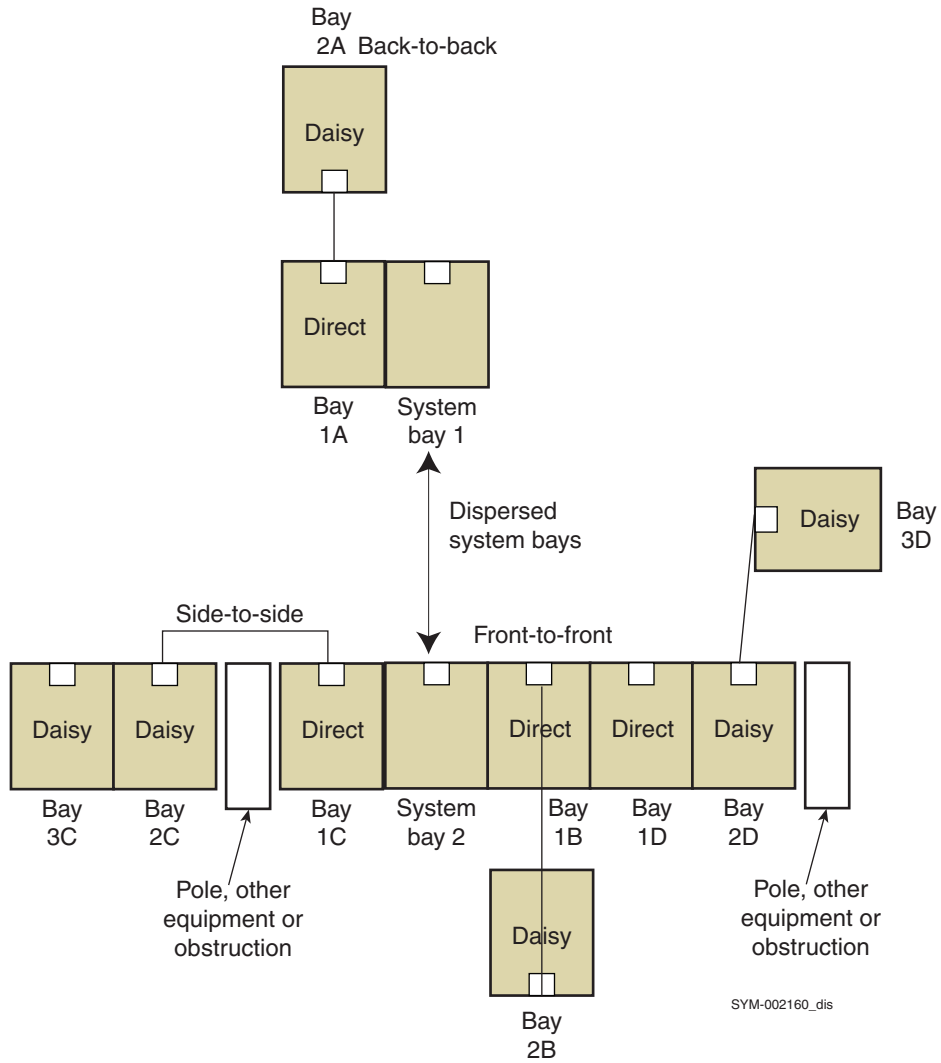 Bay
2A Back-to-back
Daisy
Direct
Bay
1A
System
bay 1
Dispersed
system bays
Daisy
Bay
3D
Side-to-side
Front-to-front
Daisy
Daisy
Direct
Direct
Direct
Daisy
Bay
3C
Bay
2C
Bay
1C
System
bay 2
Bay
1B
Bay
1D
Bay
2D
Pole, other
equipment or
obstruction
Daisy
Pole, other
equipment or
obstruction
Bay
2B
SYM-002160_dis